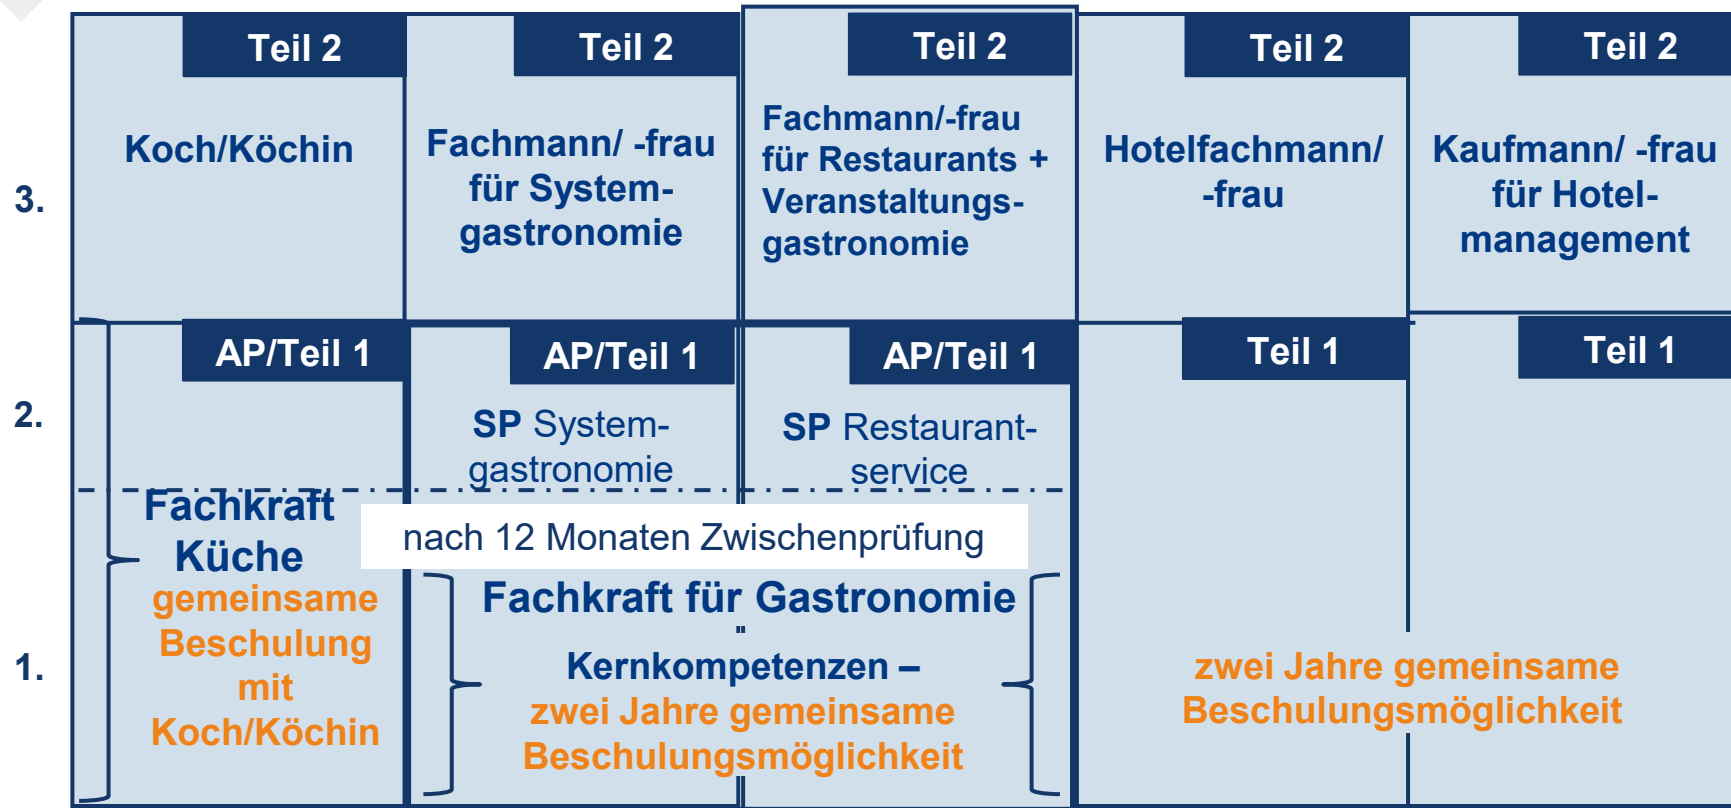 Teil 2
Teil 2
Teil 2
Teil 2
Teil 2
3.
Koch/Köchin
Fachmann/ -frau
für System-
gastronomie
Fachmann/-frau
für Restaurants +
Veranstaltungs-
gastronomie
Hotelfachmann/
-frau
Kaufmann/ -frau
für Hotel-
management
AP/Teil 1
AP/Teil 1
AP/Teil 1
Teil 1
Teil 1
2.
SP System-
gastronomie
SP Restaurant-
service
Fachkraft
Küche
gemeinsame
Beschulung
mit
Koch/Köchin
nach 12 Monaten Zwischenprüfung
1.
Fachkraft für Gastronomie
"
Kernkompetenzen –
zwei Jahre gemeinsame
Beschulungsmöglichkeit
zwei Jahre gemeinsame
Beschulungsmöglichkeit